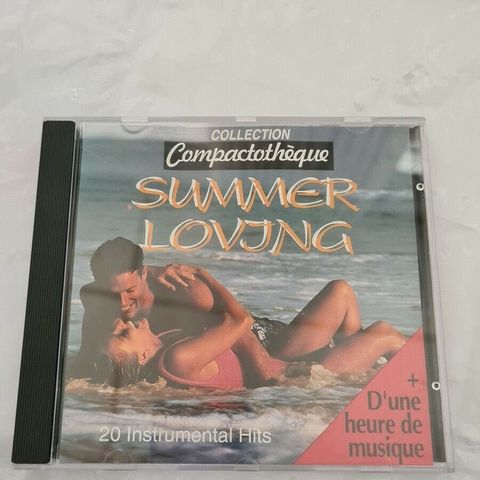 COLLECTION
Compactothèque
SUMMER
LOVING
+
D'une
heure de
musique
20 Instrumental Hits